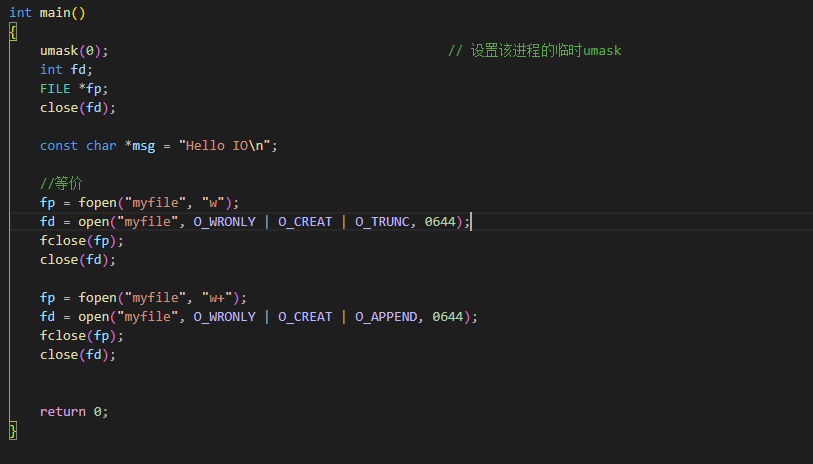 int main()
{
    umask(0);                                            // 设置该进程的临时umask
    int fd;
    FILE *fp;
    close(fd);
    const char *msg = "Hello IO\n";
    //等价
    fp = fopen("myfile", "w");
    fd = open("myfile", O_WRONLY | O_CREAT | O_TRUNC, 0644);
    fclose(fp);
    close(fd);
    fp = fopen("myfile", "w+");
    fd = open("myfile", O_WRONLY | O_CREAT | O_APPEND, 0644);
    fclose(fp);
    close(fd);
    return 0;
}